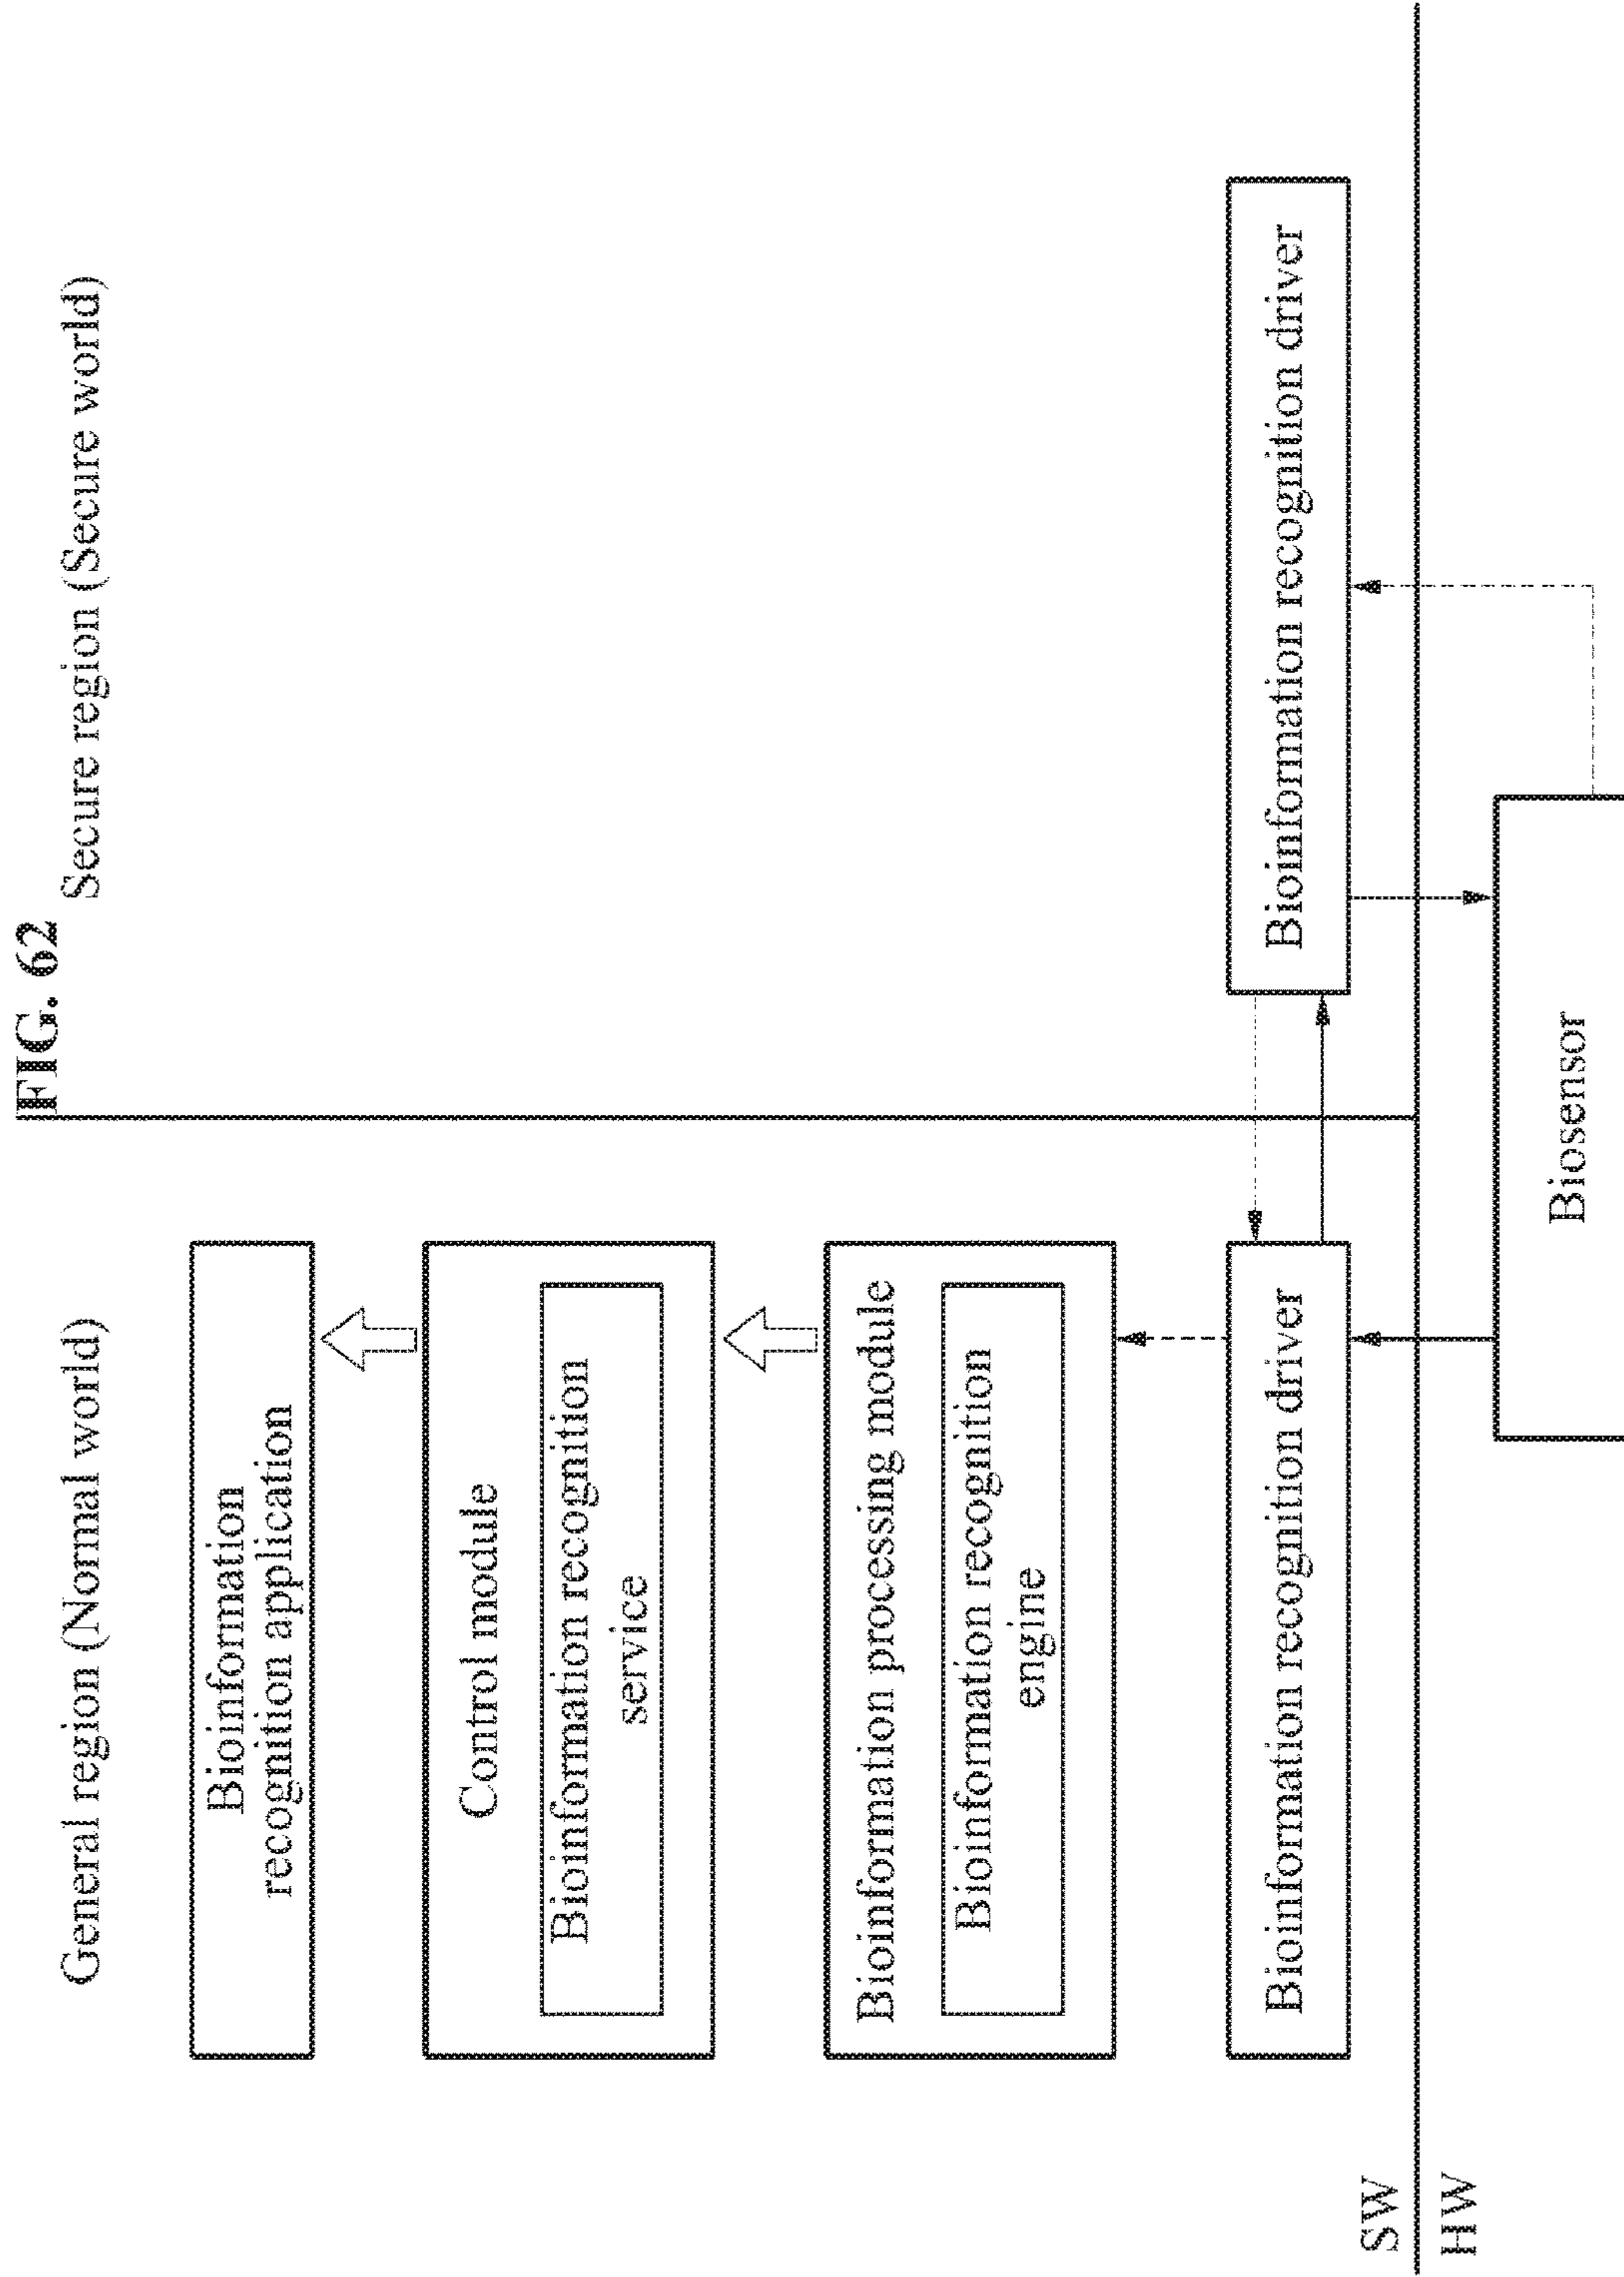 FIG. 62
General region (Normal world)
Secure region (Secure world)
Bioinformation
recognition application
Control module
Bioinformation recognition
service
Bioinformation processing module
Bioinformation recognition
engine
Bioinformation recognition driver
Bioinformation recognition driver
SW
HW
Biosensor